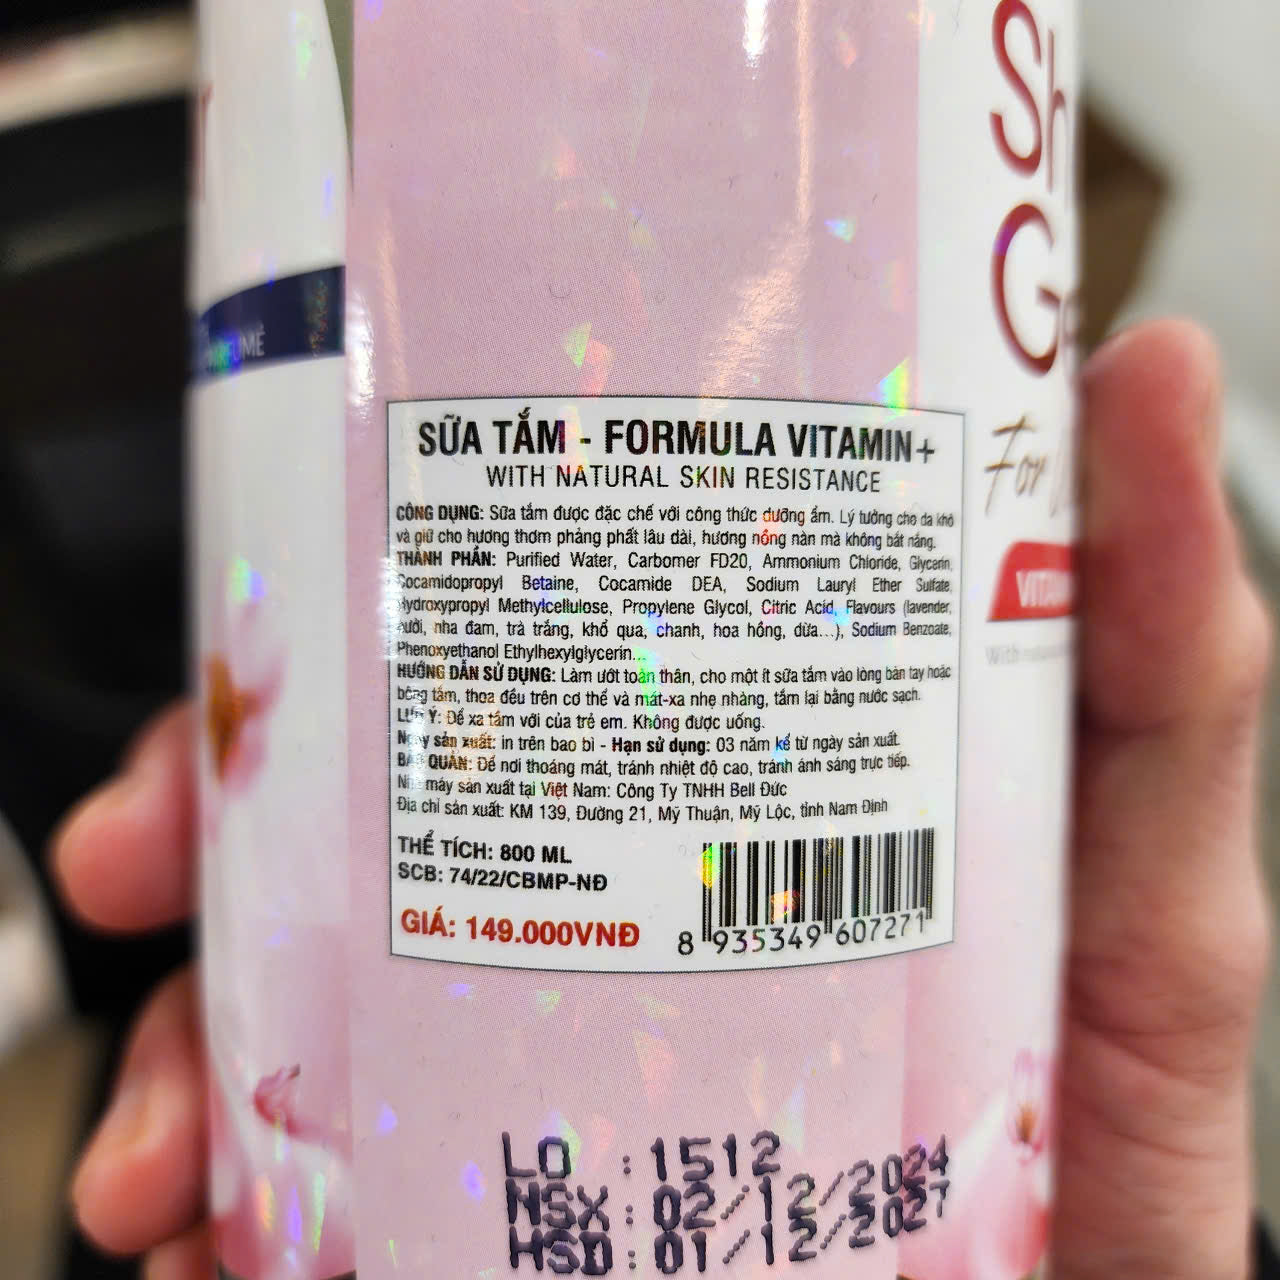 Sh
Ge
For
VITAM
With
SỮA TẮM - FORMULA VITAMIN+
WITH NATURAL SKIN RESISTANCE
CÔNG DỤNG: Sữa tắm được đặc chế với công thức dưỡng ẩm. Lý tưởng cho da khô
và giữ cho hương thơm phảng phất lâu dài, hương nồng nàn mà không bắt nắng.
THÀNH PHẦN: Purified Water, Carbomer FD20, Ammonium Chloride, Glycerin,
Cocamidopropyl Betaine, Cocamide DEA, Sodium Lauryl Ether Sulfate,
Hydroxypropyl Methylcellulose, Propylene Glycol, Citric Acid, Flavours (lavender,
bưởi, nha đam, trà trắng, khổ qua, chanh, hoa hồng, dừa...), Sodium Benzoate,
Phenoxyethanol Ethylhexylglycerin...
HƯỚNG DẪN SỬ DỤNG: Làm ướt toàn thân, cho một ít sữa tắm vào lòng bàn tay hoặc
bông tắm, thoa đều trên cơ thể và mát-xa nhẹ nhàng, tắm lại bằng nước sạch.
LƯU Ý: Để xa tầm với của trẻ em. Không được uống.
Ngày sản xuất: in trên bao bì - Hạn sử dụng: 03 năm kể từ ngày sản xuất.
BẢO QUẢN: Để nơi thoáng mát, tránh nhiệt độ cao, tránh ánh sáng trực tiếp.
Nhà máy sản xuất tại Việt Nam: Công Ty TNHH Bell Đức
Địa chỉ sản xuất: KM 139, Đường 21, Mỹ Thuận, Mỹ Lộc, tỉnh Nam Định
THỂ TÍCH: 800 ML
SCB: 74/22/CBMP-NĐ
GIÁ: 149.000VNĐ
8 935349 607271
LO : 1512
NSX: 02/12/2024
HSD: 01/12/2027